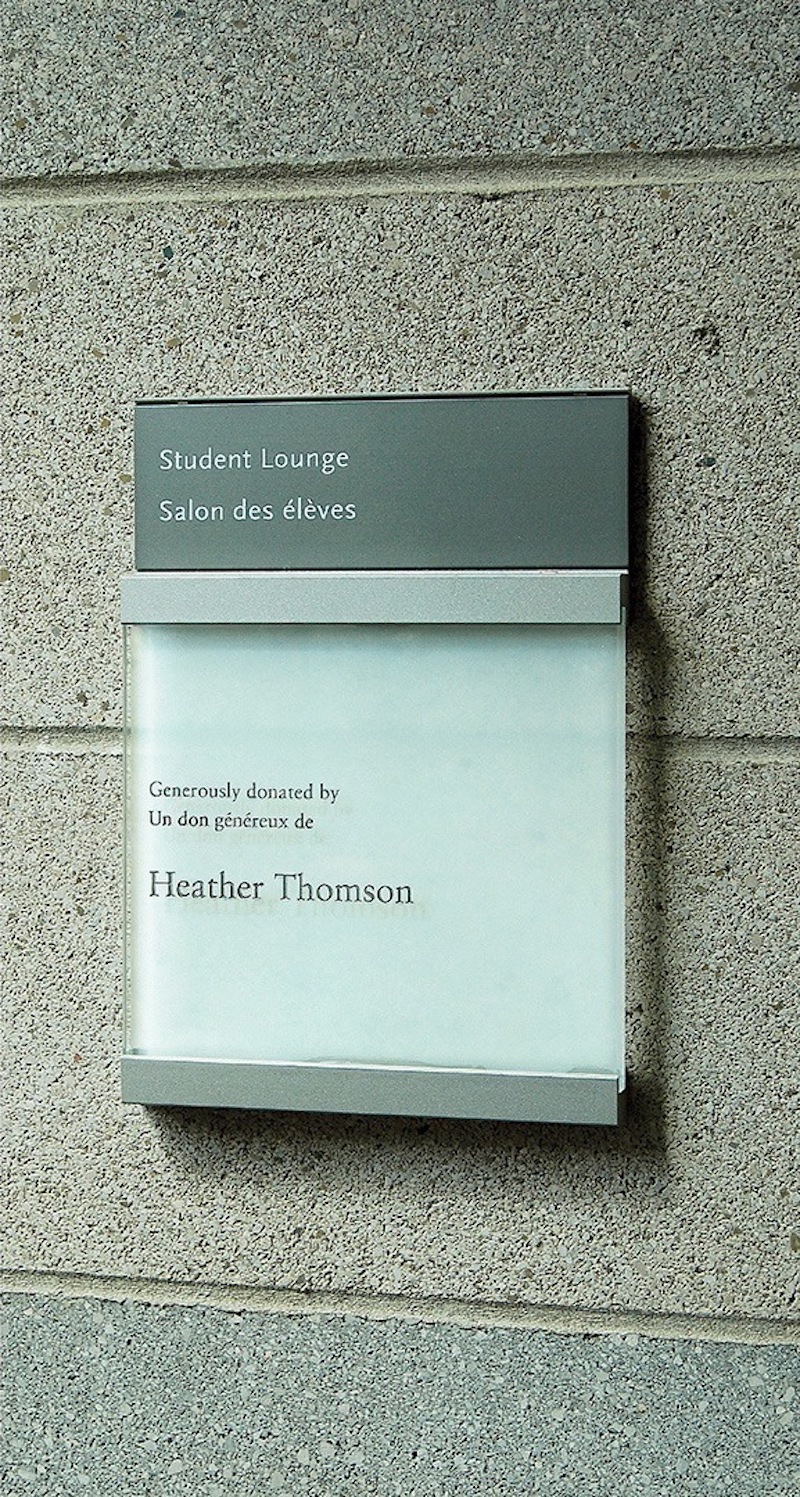 Student Lounge
Salon des élèves
Generously donated by
Un don généreux de
Heather Thomson